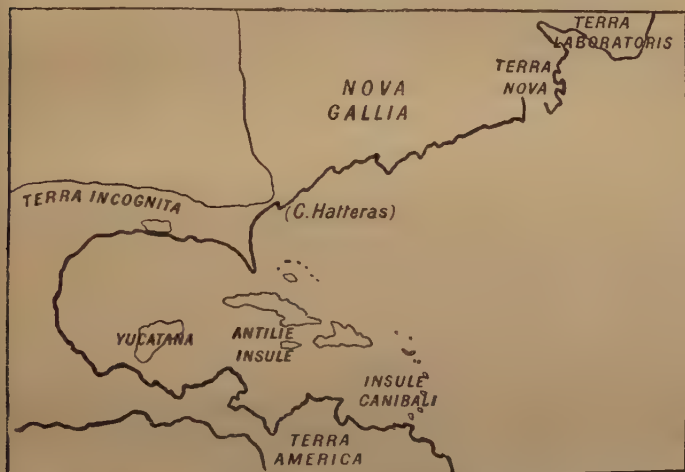 TERRA
LABORATORIS
TERRA
NOVA
NOVA
GALLIA
TERRA INCOGNITA
(C. Hatteras)
YUCATANA
ANTILIE
INSULE
INSULE
CANIBALI
TERRA
AMERICA